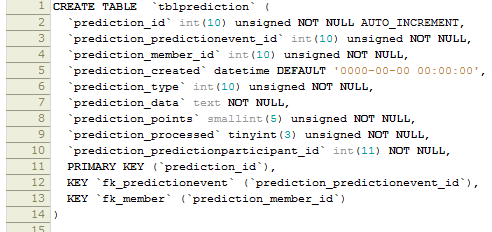 1 CREATE TABLE `tblprediction` (
2 `prediction_id` int(10) unsigned NOT NULL AUTO_INCREMENT,
3 `prediction_predictionevent_id` int(10) unsigned NOT NULL,
4 `prediction_member_id` int(10) unsigned NOT NULL,
5 `prediction_created` datetime DEFAULT '0000-00-00 00:00:00',
6 `prediction_type` int(10) unsigned NOT NULL,
7 `prediction_data` text NOT NULL,
8 `prediction_points` smallint(5) unsigned NOT NULL,
9 `prediction_processed` tinyint(3) unsigned NOT NULL,
10 `prediction_predictionparticipant_id` int(11) NOT NULL,
11 PRIMARY KEY (`prediction_id`),
12 KEY `fk_predictionevent` (`prediction_predictionevent_id`),
13 KEY `fk_member` (`prediction_member_id`)
14 )
15